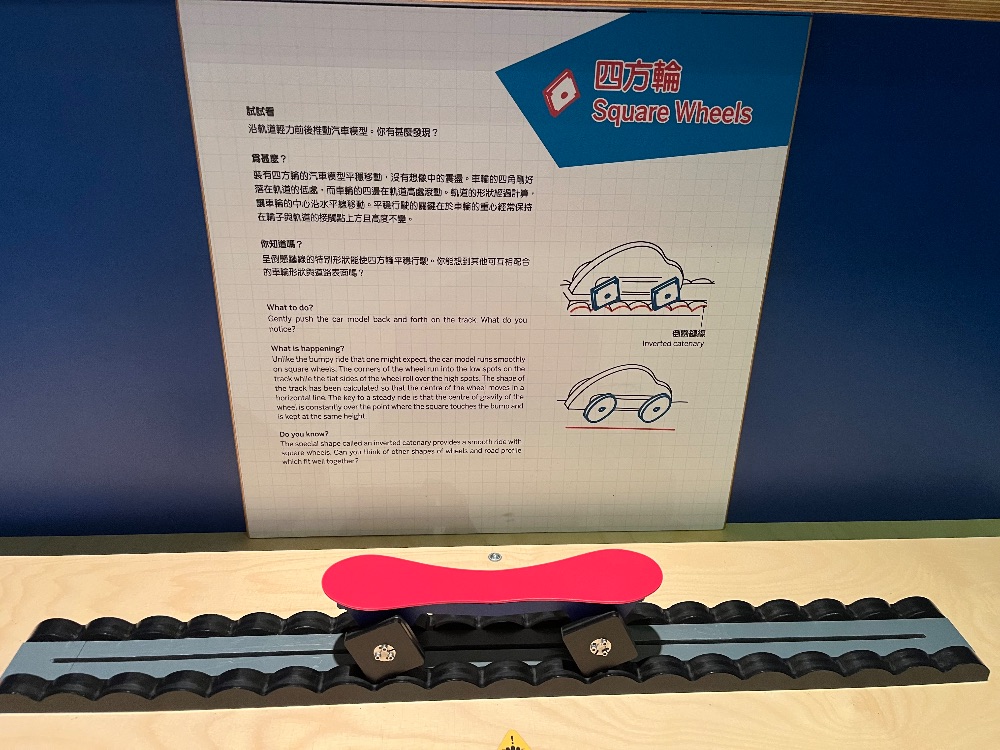 四方輪
Square Wheels
試試看
沿軌道輕力前後推動汽車模型。你有甚麼發現？
爲甚麼？
裝有四方輪的汽車模型平穩移動，沒有想像中的震盪。車輪的四角剛好
落在軌道的低處，而車輪的四邊在軌道高處滾動。軌道的形狀經過計算，
讓車輪的中心沿水平線移動。平穩行駛的關鍵在於車輪的重心經常保持
在輪子與軌道的接觸點上方且高度不變。
你知道嗎？
呈倒懸鏈線的特別形狀能使四方輪平穩行駛。你能想到其他可互相配合
的車輪形狀與道路表面嗎？
What to do?
Gently push the car model back and forth on the track. What do you
notice?
What is happening?
Unlike the bumpy ride that one might expect, the car model runs smoothly
on square wheels. The corners of the wheel run into the low spots on the
track while the flat sides of the wheel roll over the high spots. The shape of
the track has been calculated so that the centre of the wheel moves in a
horizontal line. The key to a steady ride is that the centre of gravity of the
wheel is constantly over the point where the square touches the bump and
is kept at the same height.
Do you know?
The special shape called an inverted catenary provides a smooth ride with
square wheels. Can you think of other shapes of wheels and road profile
which fit well together?
倒懸鏈線
Inverted catenary